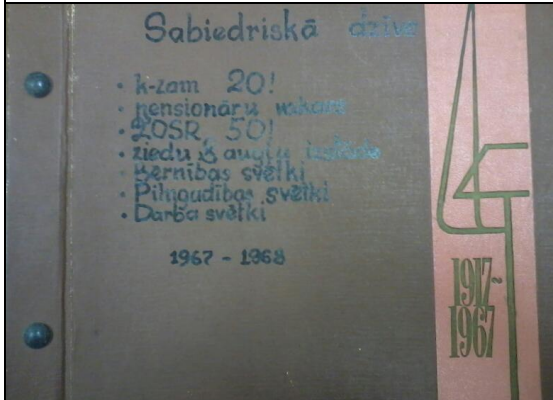 Sabiedriskā dzīve
• k-zam 20!
• pensionāru vakars
• LOSR 50!
• ziedu & augļu izstāde
• Bērnības svētki
• Pilngadības svētki
• Darba svētki
1967 - 1968
1917-
1967